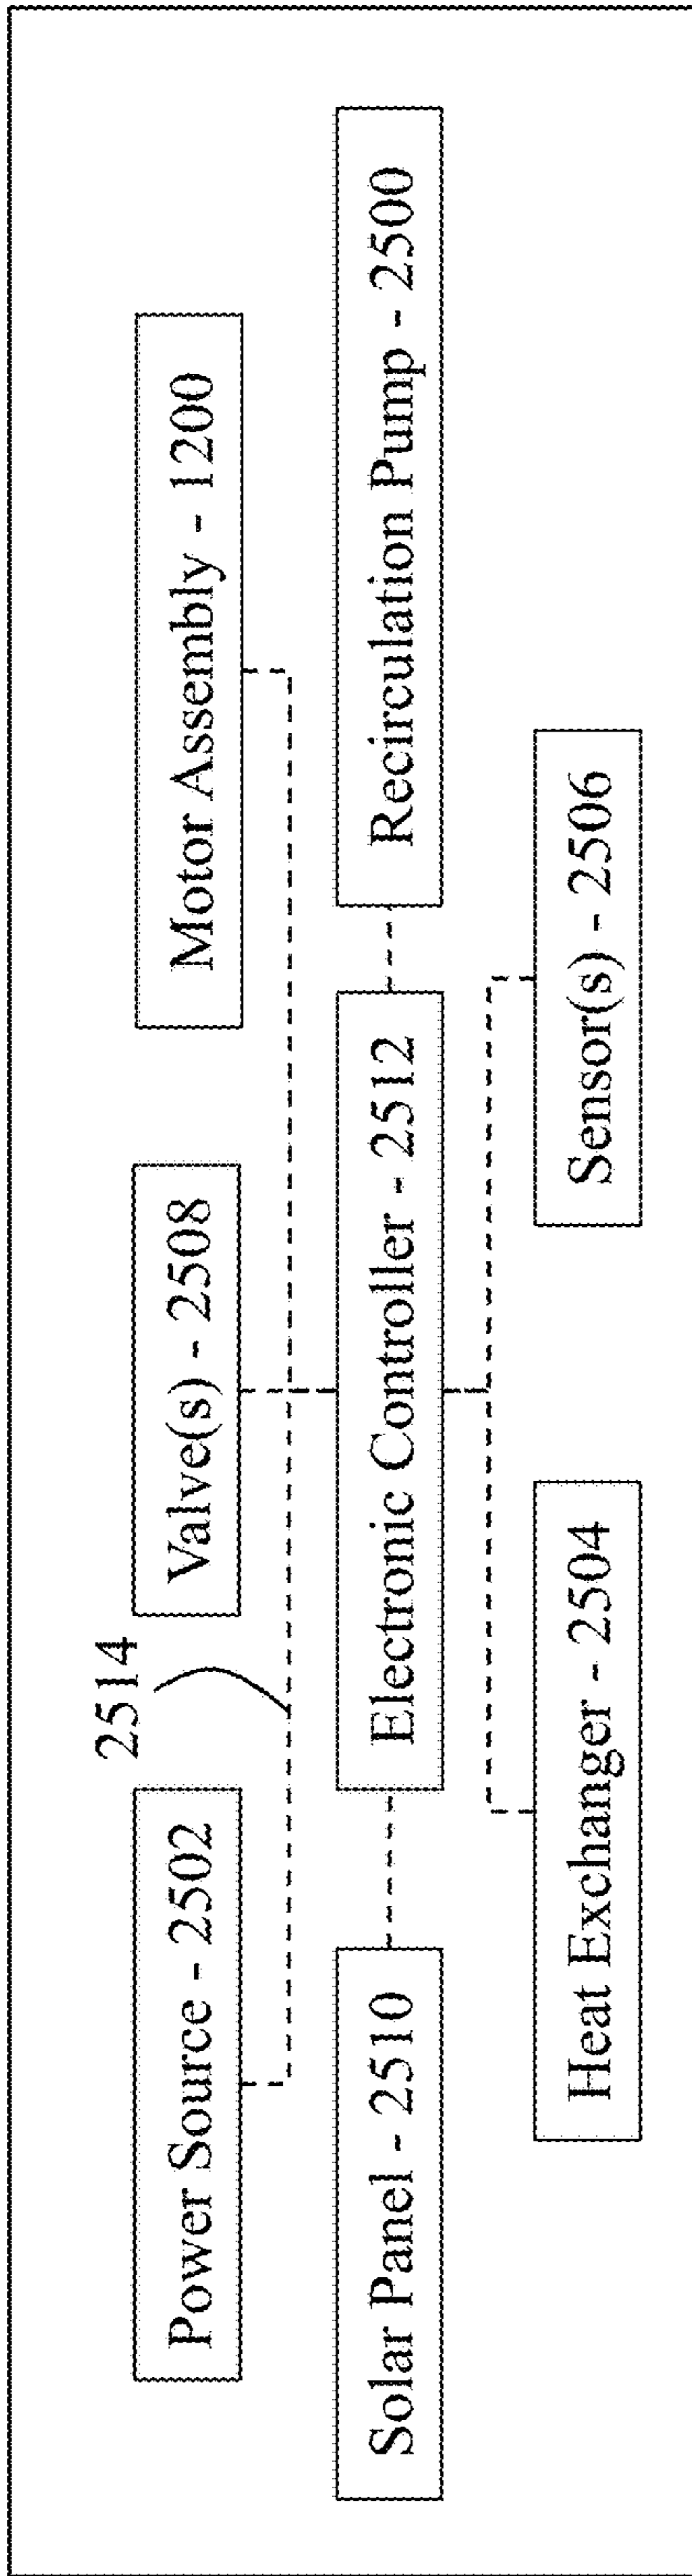 2514
Power Source - 2502
Valve(s) - 2508
Motor Assembly - 1200
Solar Panel - 2510
Electronic Controller - 2512
Recirculation Pump - 2500
Heat Exchanger - 2504
Sensor(s) - 2506